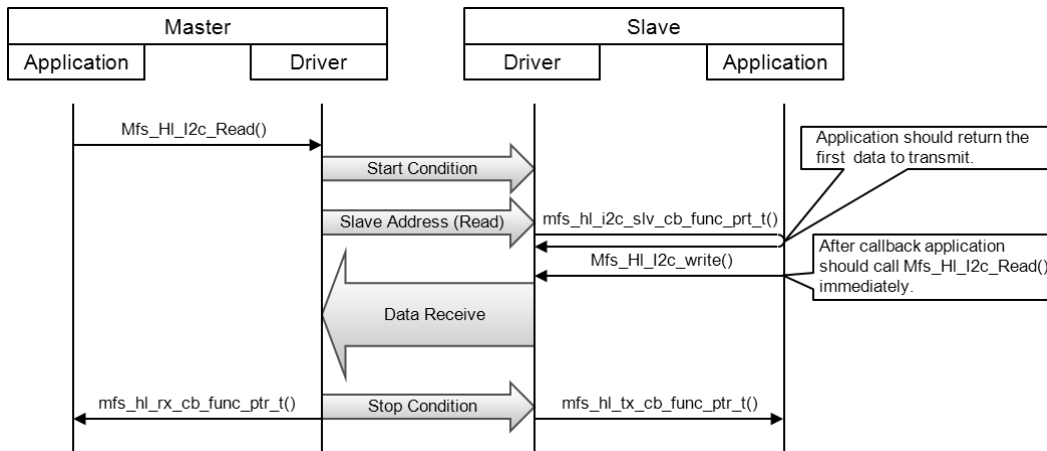 Master
Slave
Application
Driver
Driver
Application
Mfs_Hl_I2c_Read()
Application should return the
first data to transmit.
Start Condition
Slave Address (Read)
mfs_hl_i2c_slv_cb_func_prt_t()
After callback application
should call Mfs_Hl_I2c_Read()
immediately.
Mfs_Hl_I2c_write()
Data Receive
mfs_hl_rx_cb_func_ptr_t()
Stop Condition
mfs_hl_tx_cb_func_ptr_t()